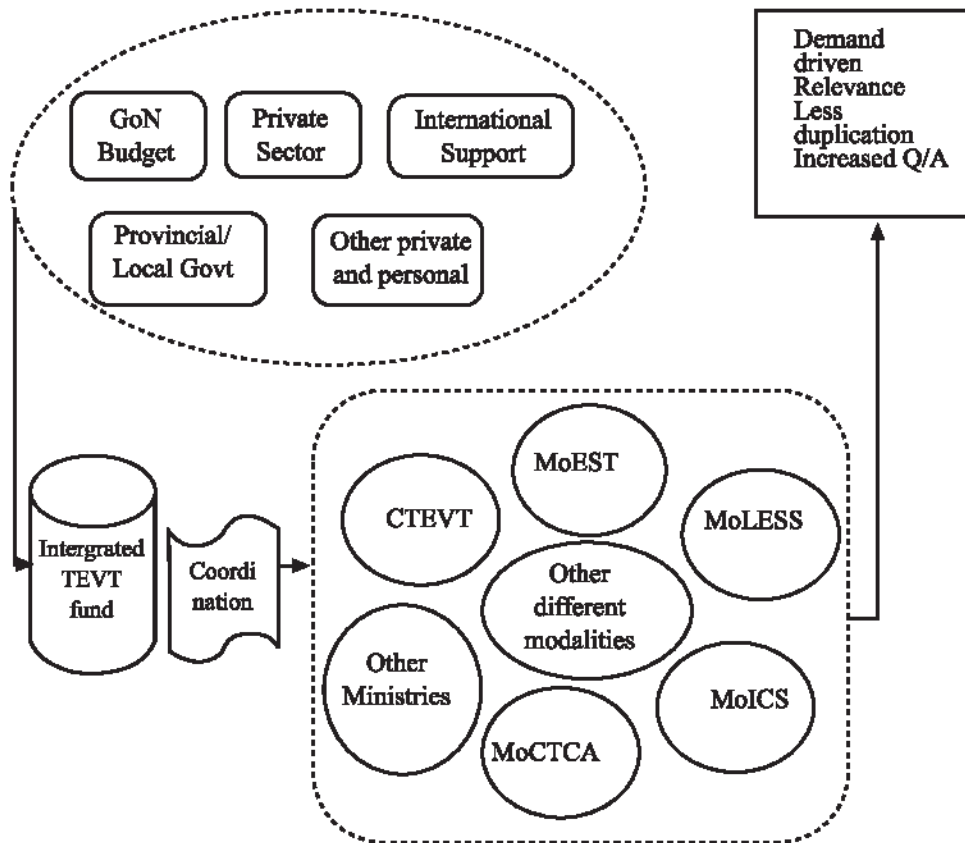 GoN
Budget
Private
Sector
International
Support
Provincial/
Local Govt
Other private
and personal
Demand
driven
Relevance
Less
duplication
Increased Q/A
Intergrated
TEVT
fund
Coordi
nation
CTEVT
MoEST
MoLESS
Other
different
modalities
Other
Ministries
MoCTCA
MoICS